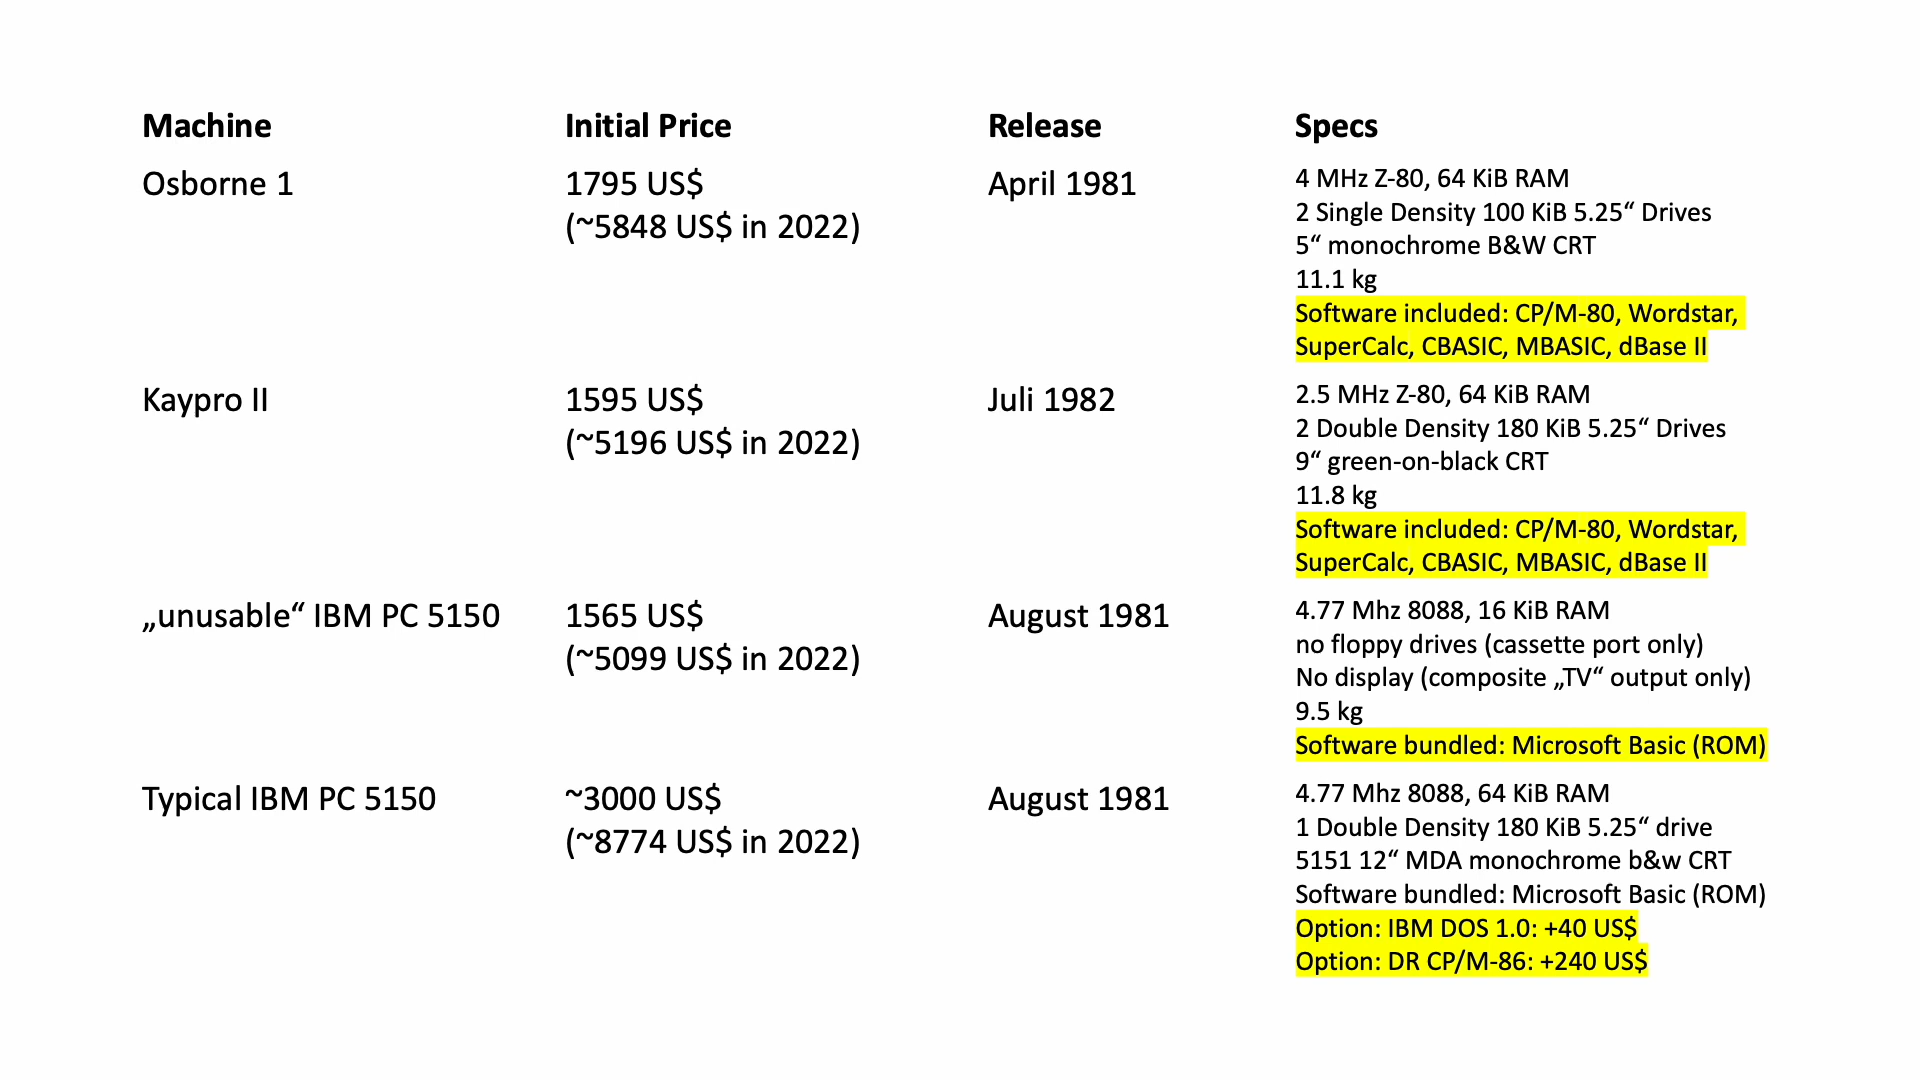 Machine Initial Price Release Specs
Osborne 1
1795 US$
(~5848 US$ in 2022)
April 1981
4 MHz Z-80, 64 KiB RAM
2 Single Density 100 KiB 5.25“ Drives
5“ monochrome B&W CRT
11.1 kg
Software included: CP/M-80, Wordstar,
SuperCalc, CBASIC, MBASIC, dBase II
Kaypro II
1595 US$
(~5196 US$ in 2022)
Juli 1982
2.5 MHz Z-80, 64 KiB RAM
2 Double Density 180 KiB 5.25“ Drives
9“ green-on-black CRT
11.8 kg
Software included: CP/M-80, Wordstar,
SuperCalc, CBASIC, MBASIC, dBase II
„unusable“ IBM PC 5150
1565 US$
(~5099 US$ in 2022)
August 1981
4.77 Mhz 8088, 16 KiB RAM
no floppy drives (cassette port only)
No display (composite „TV“ output only)
9.5 kg
Software bundled: Microsoft Basic (ROM)
Typical IBM PC 5150
~3000 US$
(~8774 US$ in 2022)
August 1981
4.77 Mhz 8088, 64 KiB RAM
1 Double Density 180 KiB 5.25“ drive
5151 12“ MDA monochrome b&w CRT
Software bundled: Microsoft Basic (ROM)
Option: IBM DOS 1.0: +40 US$
Option: DR CP/M-86: +240 US$